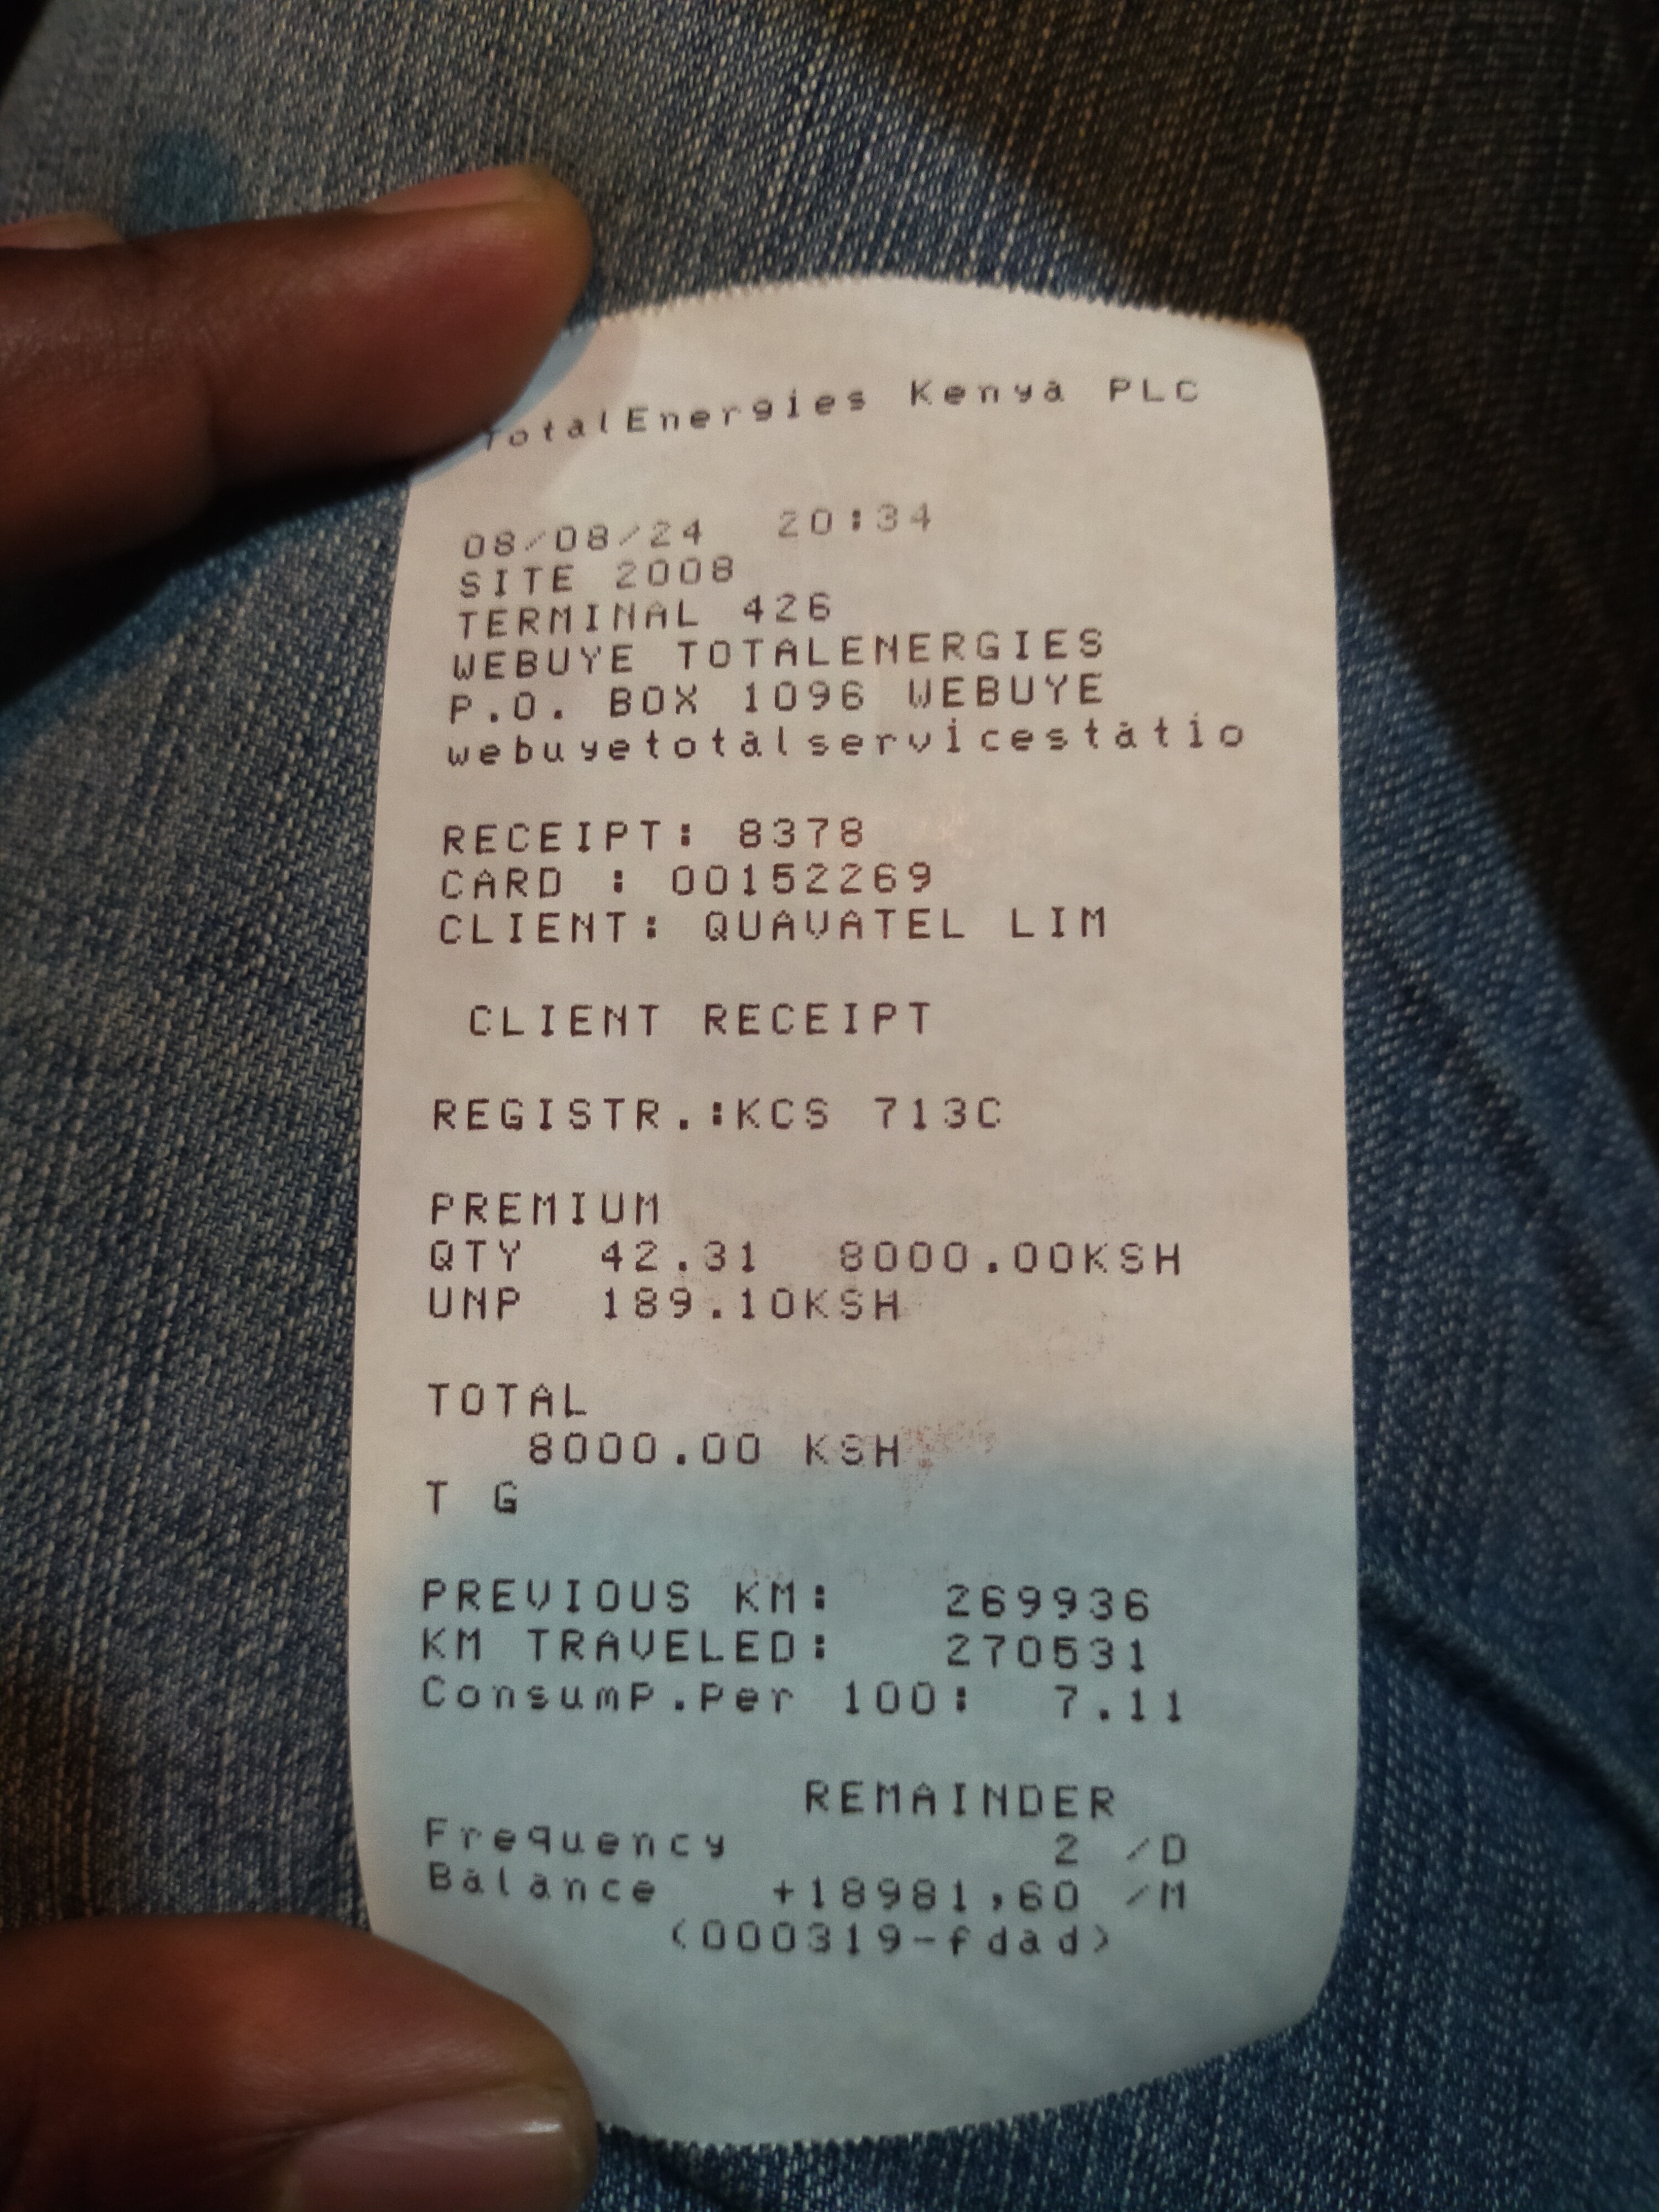 TotalEnergies Kenya PLC
08/08/24 20:34
SITE 2008
TERMINAL 426
WEBUYE TOTALENERGIES
P.O. BOX 1096 WEBUYE
webuyetotalservicestatio
RECEIPT: 8378
CARD : 00152269
CLIENT: QUAVATEL LIM
CLIENT RECEIPT
REGISTR.:KCS 713C
PREMIUM
QTY 42.31 8000.00KSH
UNP 189.10KSH
TOTAL
8000.00 KSH
T G
PREVIOUS KM: 269936
KM TRAVELED: 270531
Consump.Per 100: 7.11
REMAINDER
Frequency 2 /D
Balance +18981,60 /M
(000319-fdad)